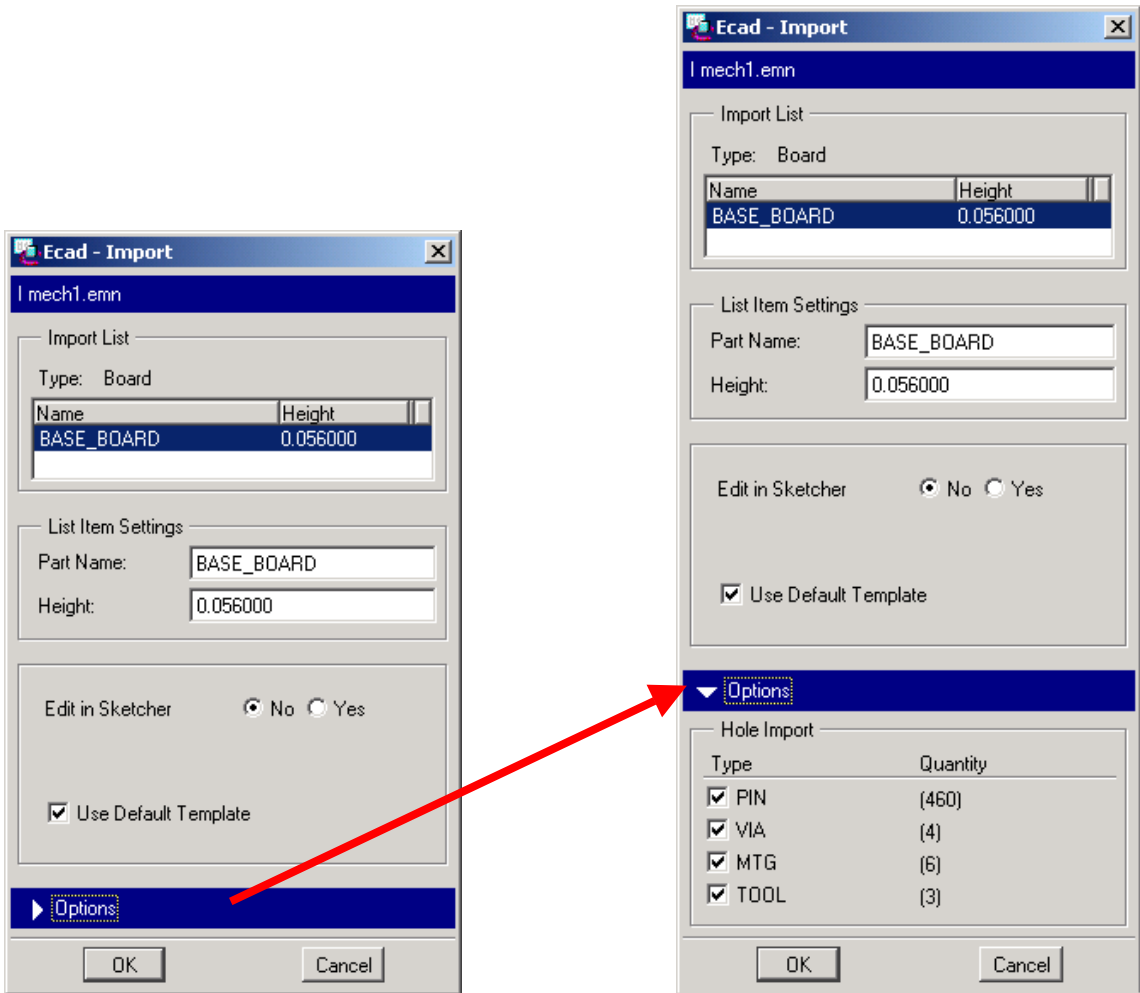 Ecad - Import
I mech1.emn
Import List
Type: Board
Name Height
BASE_BOARD 0.056000
List Item Settings
Part Name: BASE_BOARD
Height: 0.056000
Edit in Sketcher No Yes
Use Default Template
Options
OK Cancel
Ecad - Import
I mech1.emn
Import List
Type: Board
Name Height
BASE_BOARD 0.056000
List Item Settings
Part Name: BASE_BOARD
Height: 0.056000
Edit in Sketcher No Yes
Use Default Template
Options
Hole Import
Type Quantity
PIN (460)
VIA (4)
MTG (6)
TOOL (3)
OK Cancel